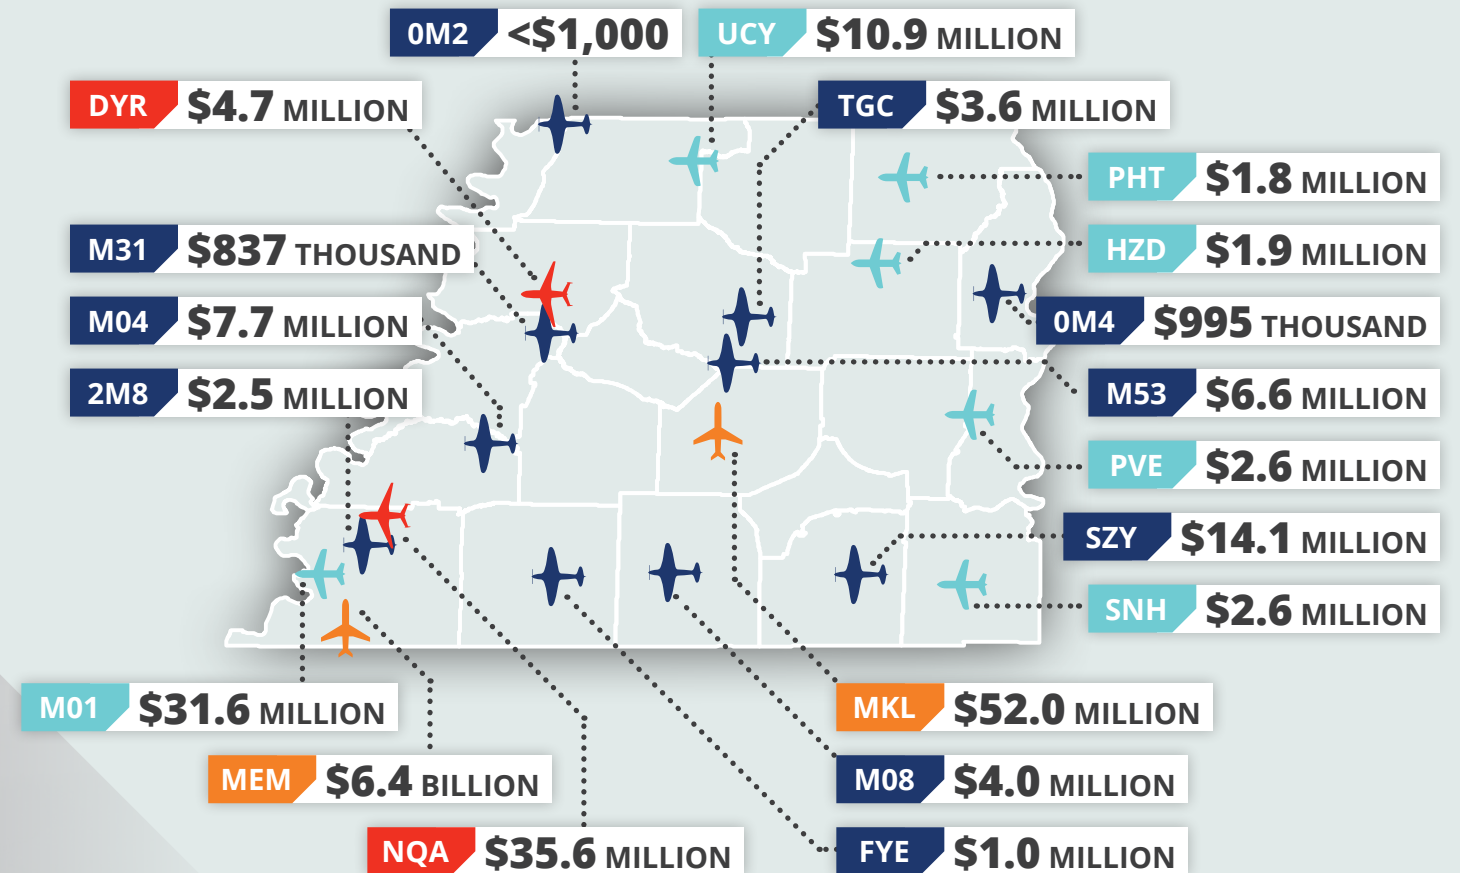 0M2 <$1,000
UCY $10.9 MILLION
DYR $4.7 MILLION
TGC $3.6 MILLION
PHT $1.8 MILLION
M31 $837 THOUSAND
HZD $1.9 MILLION
M04 $7.7 MILLION
0M4 $995 THOUSAND
2M8 $2.5 MILLION
M53 $6.6 MILLION
PVE $2.6 MILLION
SZY $14.1 MILLION
SNH $2.6 MILLION
M01 $31.6 MILLION
MKL $52.0 MILLION
MEM $6.4 BILLION
M08 $4.0 MILLION
NQA $35.6 MILLION
FYE $1.0 MILLION